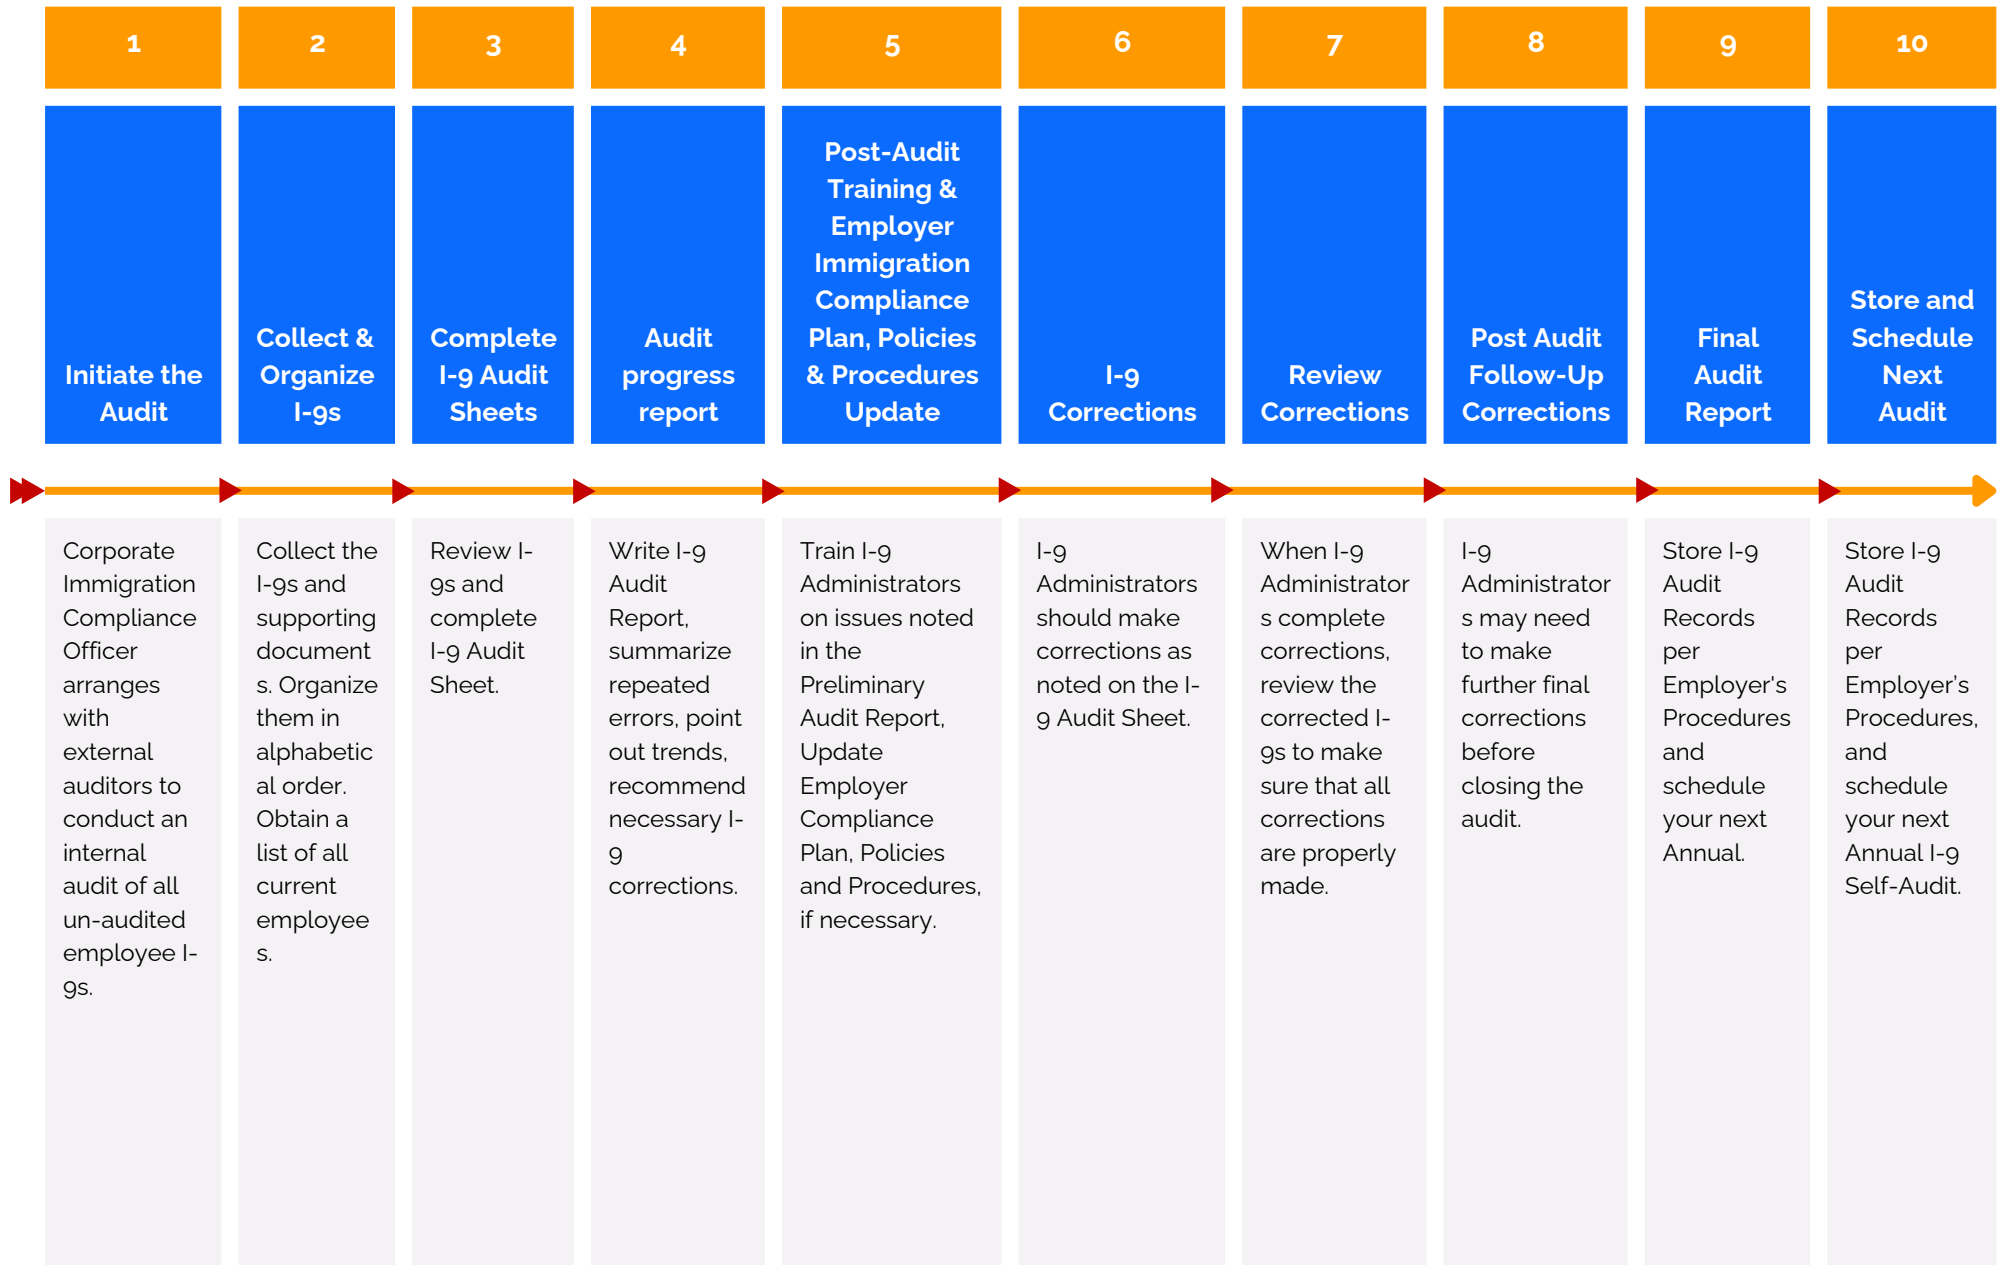 1
2
3
4
5
6
7
8
9
10
Initiate the
Audit
Collect &
Organize
I-9s
Complete
I-9 Audit
Sheets
Audit
progress
report
Post-Audit
Training &
Employer
Immigration
Compliance
Plan, Policies
& Procedures
Update
I-9
Corrections
Review
Corrections
Post Audit
Follow-Up
Corrections
Final
Audit
Report
Store and
Schedule
Next
Audit
Corporate
Immigration
Compliance
Officer
arranges
with
external
auditors to
conduct an
internal
audit of all
un-audited
employee I-
9s.
Collect the
I-9s and
supporting
document
s. Organize
them in
alphabetic
al order.
Obtain a
list of all
current
employee
s.
Review I-
9s and
complete
I-9 Audit
Sheet.
Write I-9
Audit
Report,
summarize
repeated
errors, point
out trends,
recommend
necessary I-
9
corrections.
Train I-9
Administrators
on issues noted
in the
Preliminary
Audit Report,
Update
Employer
Compliance
Plan, Policies
and Procedures,
if necessary.
I-9
Administrators
should make
corrections as
noted on the I-
9 Audit Sheet.
When I-9
Administrator
s complete
corrections,
review the
corrected I-
9s to make
sure that all
corrections
are properly
made.
I-9
Administrator
s may need
to make
further final
corrections
before
closing the
audit.
Store I-9
Audit
Records
per
Employer's
Procedures
and
schedule
your next
Annual.
Store I-9
Audit
Records
per
Employer’s
Procedures,
and
schedule
your next
Annual I-9
Self-Audit.